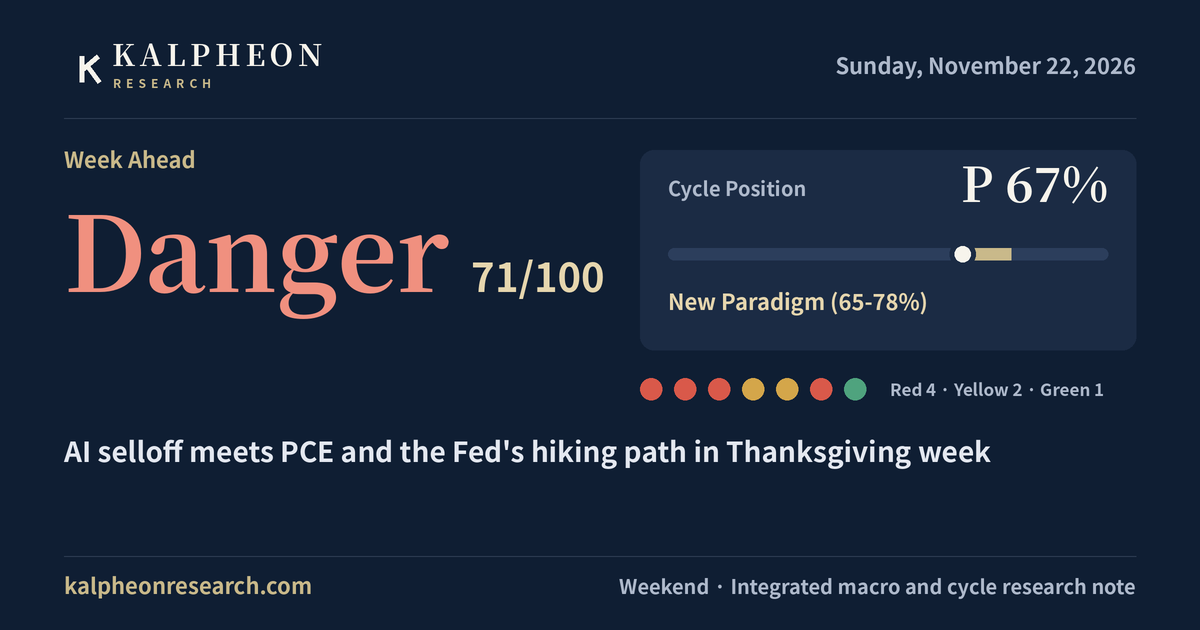 KALPHEON
RESEARCH
Sunday, November 22, 2026
Week Ahead
Danger 71/100
Cycle Position
P 67%
New Paradigm (65-78%)
Red 4 · Yellow 2 · Green 1
AI selloff meets PCE and the Fed's hiking path in Thanksgiving week
kalpheonresearch.com
Weekend · Integrated macro and cycle research note